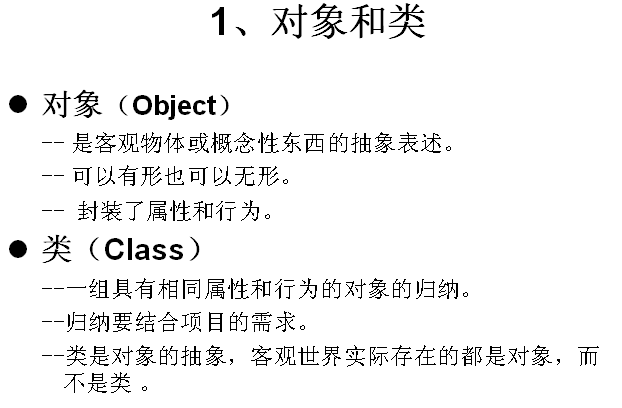 1、对象和类
● 对象（Object）
-- 是客观物体或概念性东西的抽象表述。
-- 可以有形也可以无形。
-- 封装了属性和行为。
● 类（Class）
--一组具有相同属性和行为的对象的归纳。
--归纳要结合项目的需求。
--类是对象的抽象，客观世界实际存在的都是对象，而
不是类 。